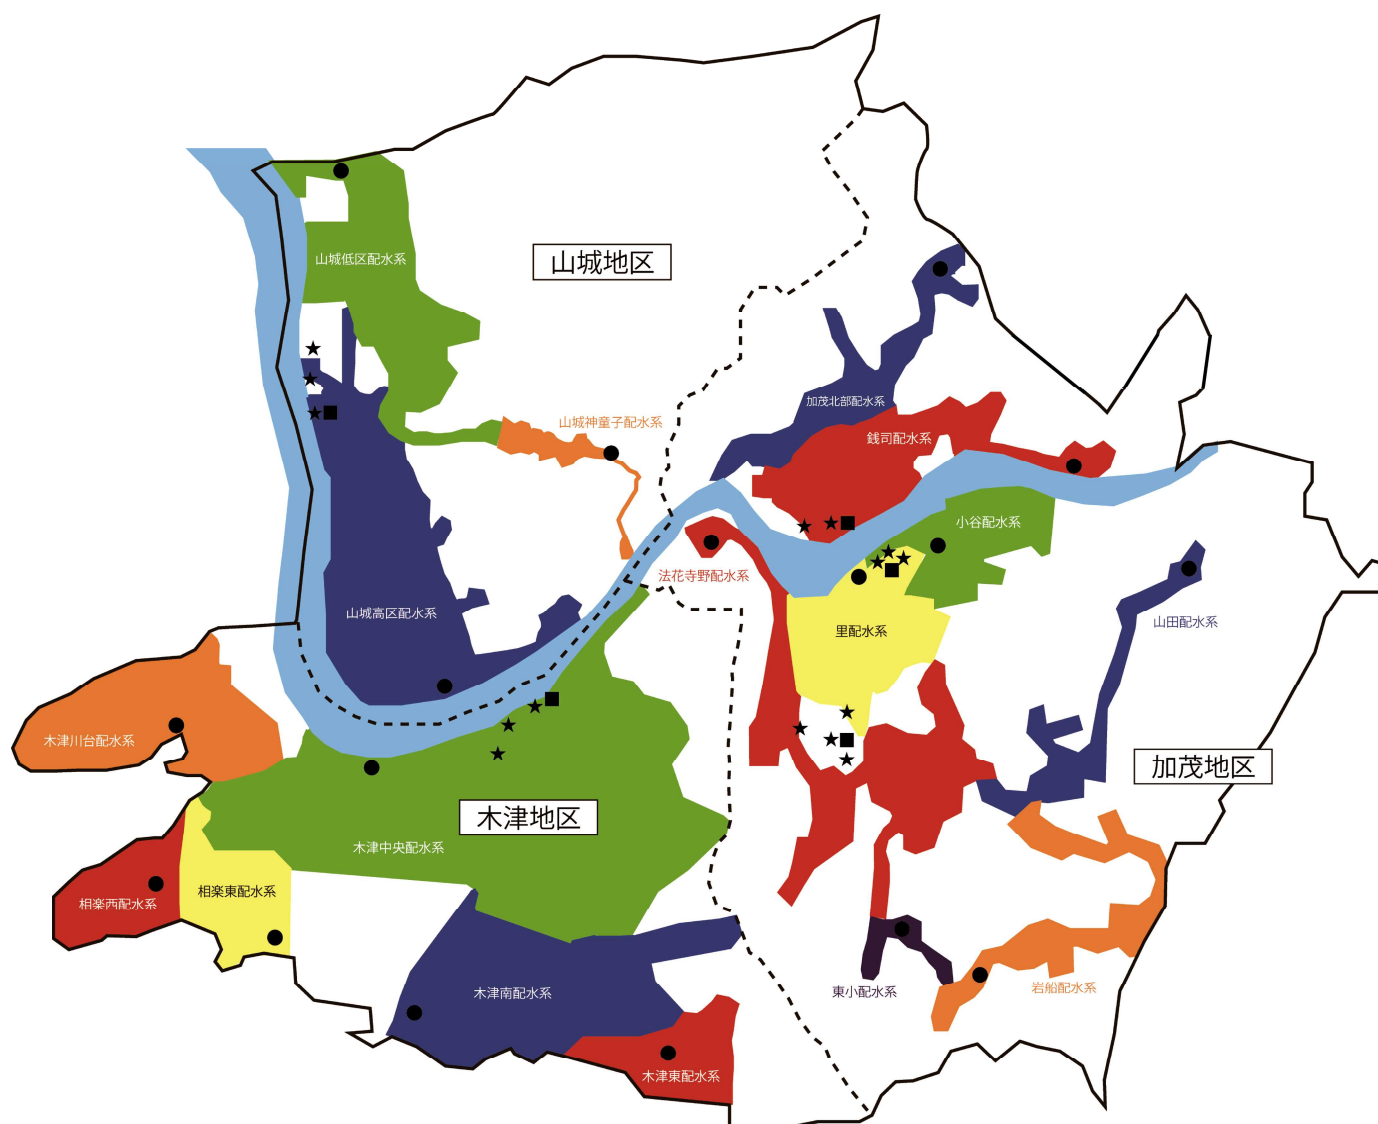 山城低区配水系
山城地区
加茂北部配水系
山城神童子配水系
銭司配水系
小谷配水系
法花寺野配水系
山城高区配水系
山田配水系
里配水系
木津川台配水系
加茂地区
木津地区
木津中央配水系
相楽東配水系
相楽西配水系
木津南配水系
東小配水系
岩船配水系
木津東配水系